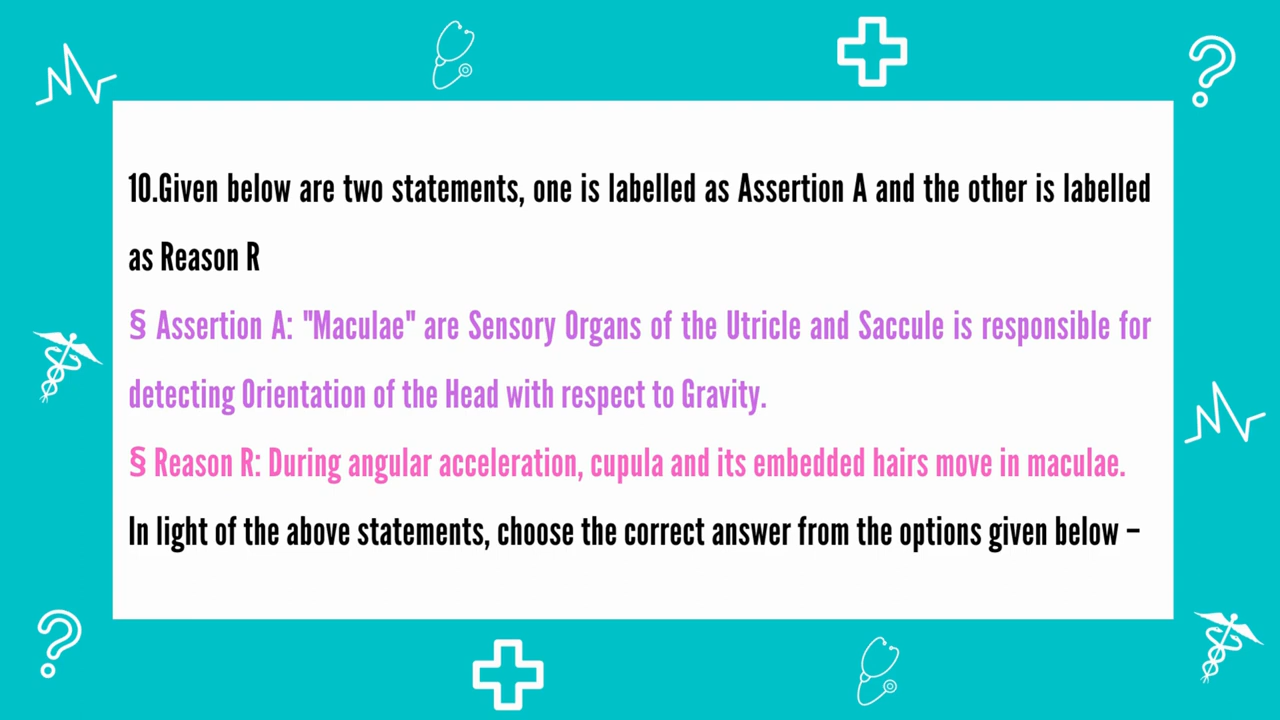 10.Given below are two statements, one is labelled as Assertion A and the other is labelled
as Reason R
§ Assertion A: "Maculae" are Sensory Organs of the Utricle and Saccule is responsible for
detecting Orientation of the Head with respect to Gravity.
§ Reason R: During angular acceleration, cupula and its embedded hairs move in maculae.
In light of the above statements, choose the correct answer from the options given below –